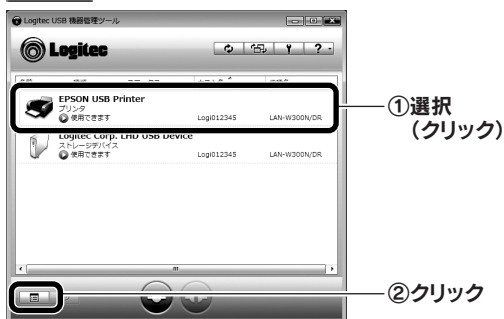 Logitec USB 機器管理ツール
Logitec
EPSON USB Printer
プリンタ
使用できます
Logi012345
LAN-W300N/DR
Logitec Corp. LHD USB Device
ストレージデバイス
使用できます
Logi012345
LAN-W300N/DR
①選択
（クリック）
②クリック